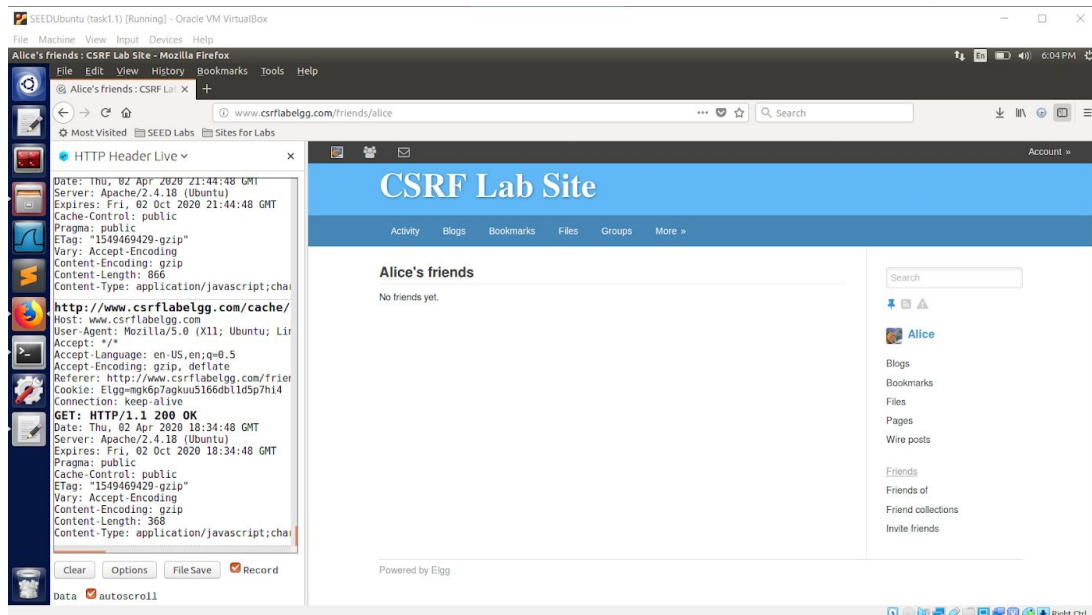 SEEDUbuntu (task1.1) [Running] - Oracle VM VirtualBox
File Machine View Input Devices Help
Alice's friends : CSRF Lab Site - Mozilla Firefox
En
6:04 PM
File Edit View History Bookmarks Tools Help
Alice's friends : CSRF Lab
www.csrflabelgg.com/friends/alice
Search
Most Visited SEED Labs Sites for Labs
HTTP Header Live
Date: Thu, 02 Apr 2020 21:44:48 GMT
Server: Apache/2.4.18 (Ubuntu)
Expires: Fri, 02 Oct 2020 21:44:48 GMT
Cache-Control: public
Pragma: public
ETag: "1549469429-gzip"
Vary: Accept-Encoding
Content-Encoding: gzip
Content-Length: 866
Content-Type: application/javascript;char
http://www.csrflabelgg.com/cache/
Host: www.csrflabelgg.com
User-Agent: Mozilla/5.0 (X11; Ubuntu; Lin
Accept: */*
Accept-Language: en-US,en;q=0.5
Accept-Encoding: gzip, deflate
Referer: http://www.csrflabelgg.com/frien
Cookie: Elgg=mgk6p7agkuu5166dbl1d5p7hi4
Connection: keep-alive
GET: HTTP/1.1 200 OK
Date: Thu, 02 Apr 2020 18:34:48 GMT
Server: Apache/2.4.18 (Ubuntu)
Expires: Fri, 02 Oct 2020 18:34:48 GMT
Pragma: public
Cache-Control: public
ETag: "1549469429-gzip"
Vary: Accept-Encoding
Content-Encoding: gzip
Content-Length: 368
Content-Type: application/javascript;char
Clear Options File Save Record
Data autoscroll
Account »
CSRF Lab Site
Activity Blogs Bookmarks Files Groups More »
Alice's friends
No friends yet.
Search
Alice
Blogs
Bookmarks
Files
Pages
Wire posts
Friends
Friends of
Friend collections
Invite friends
Powered by Elgg
Right Ctrl